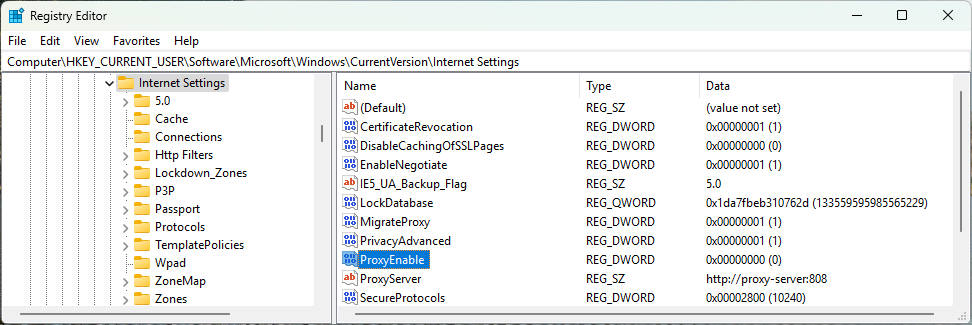 Registry Editor
File Edit View Favorites Help
Computer\HKEY_CURRENT_USER\Software\Microsoft\Windows\CurrentVersion\Internet Settings
Internet Settings
5.0
Cache
Connections
Http Filters
Lockdown_Zones
P3P
Passport
Protocols
TemplatePolicies
Wpad
ZoneMap
Zones
Name Type Data
(Default) REG_SZ (value not set)
CertificateRevocation REG_DWORD 0x00000001 (1)
DisableCachingOfSSLPages REG_DWORD 0x00000000 (0)
EnableNegotiate REG_DWORD 0x00000001 (1)
IE5_UA_Backup_Flag REG_SZ 5.0
LockDatabase REG_QWORD 0x1da7fbeb310762d (133559595985565229)
MigrateProxy REG_DWORD 0x00000001 (1)
PrivacyAdvanced REG_DWORD 0x00000001 (1)
ProxyEnable REG_DWORD 0x00000000 (0)
ProxyServer REG_SZ http://proxy-server:808
SecureProtocols REG_DWORD 0x00002800 (10240)